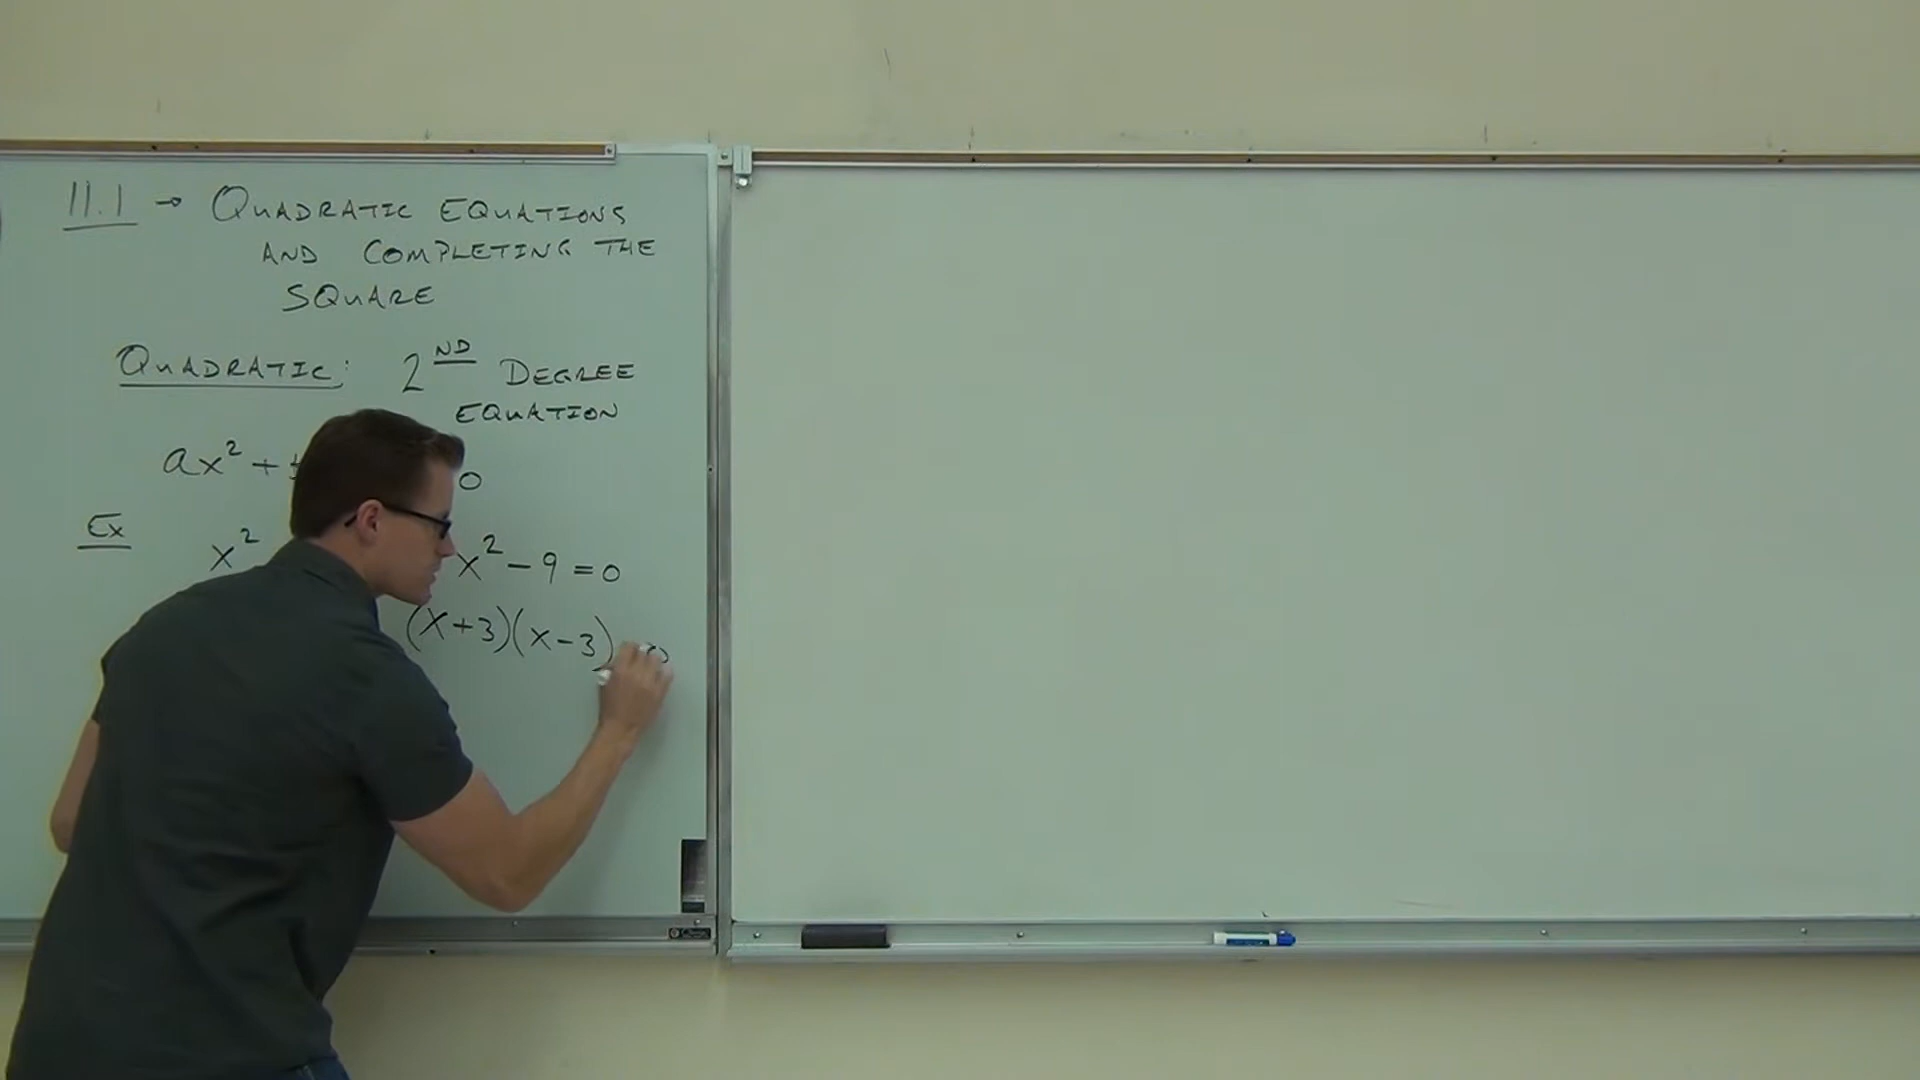 11.1 → QUADRATIC EQUATIONS
AND COMPLETING THE
SQUARE
QUADRATIC: 2ND DEGREE
EQUATION
ax² + 0
Ex x² x² - 9 = 0
(x+3)(x-3) 0